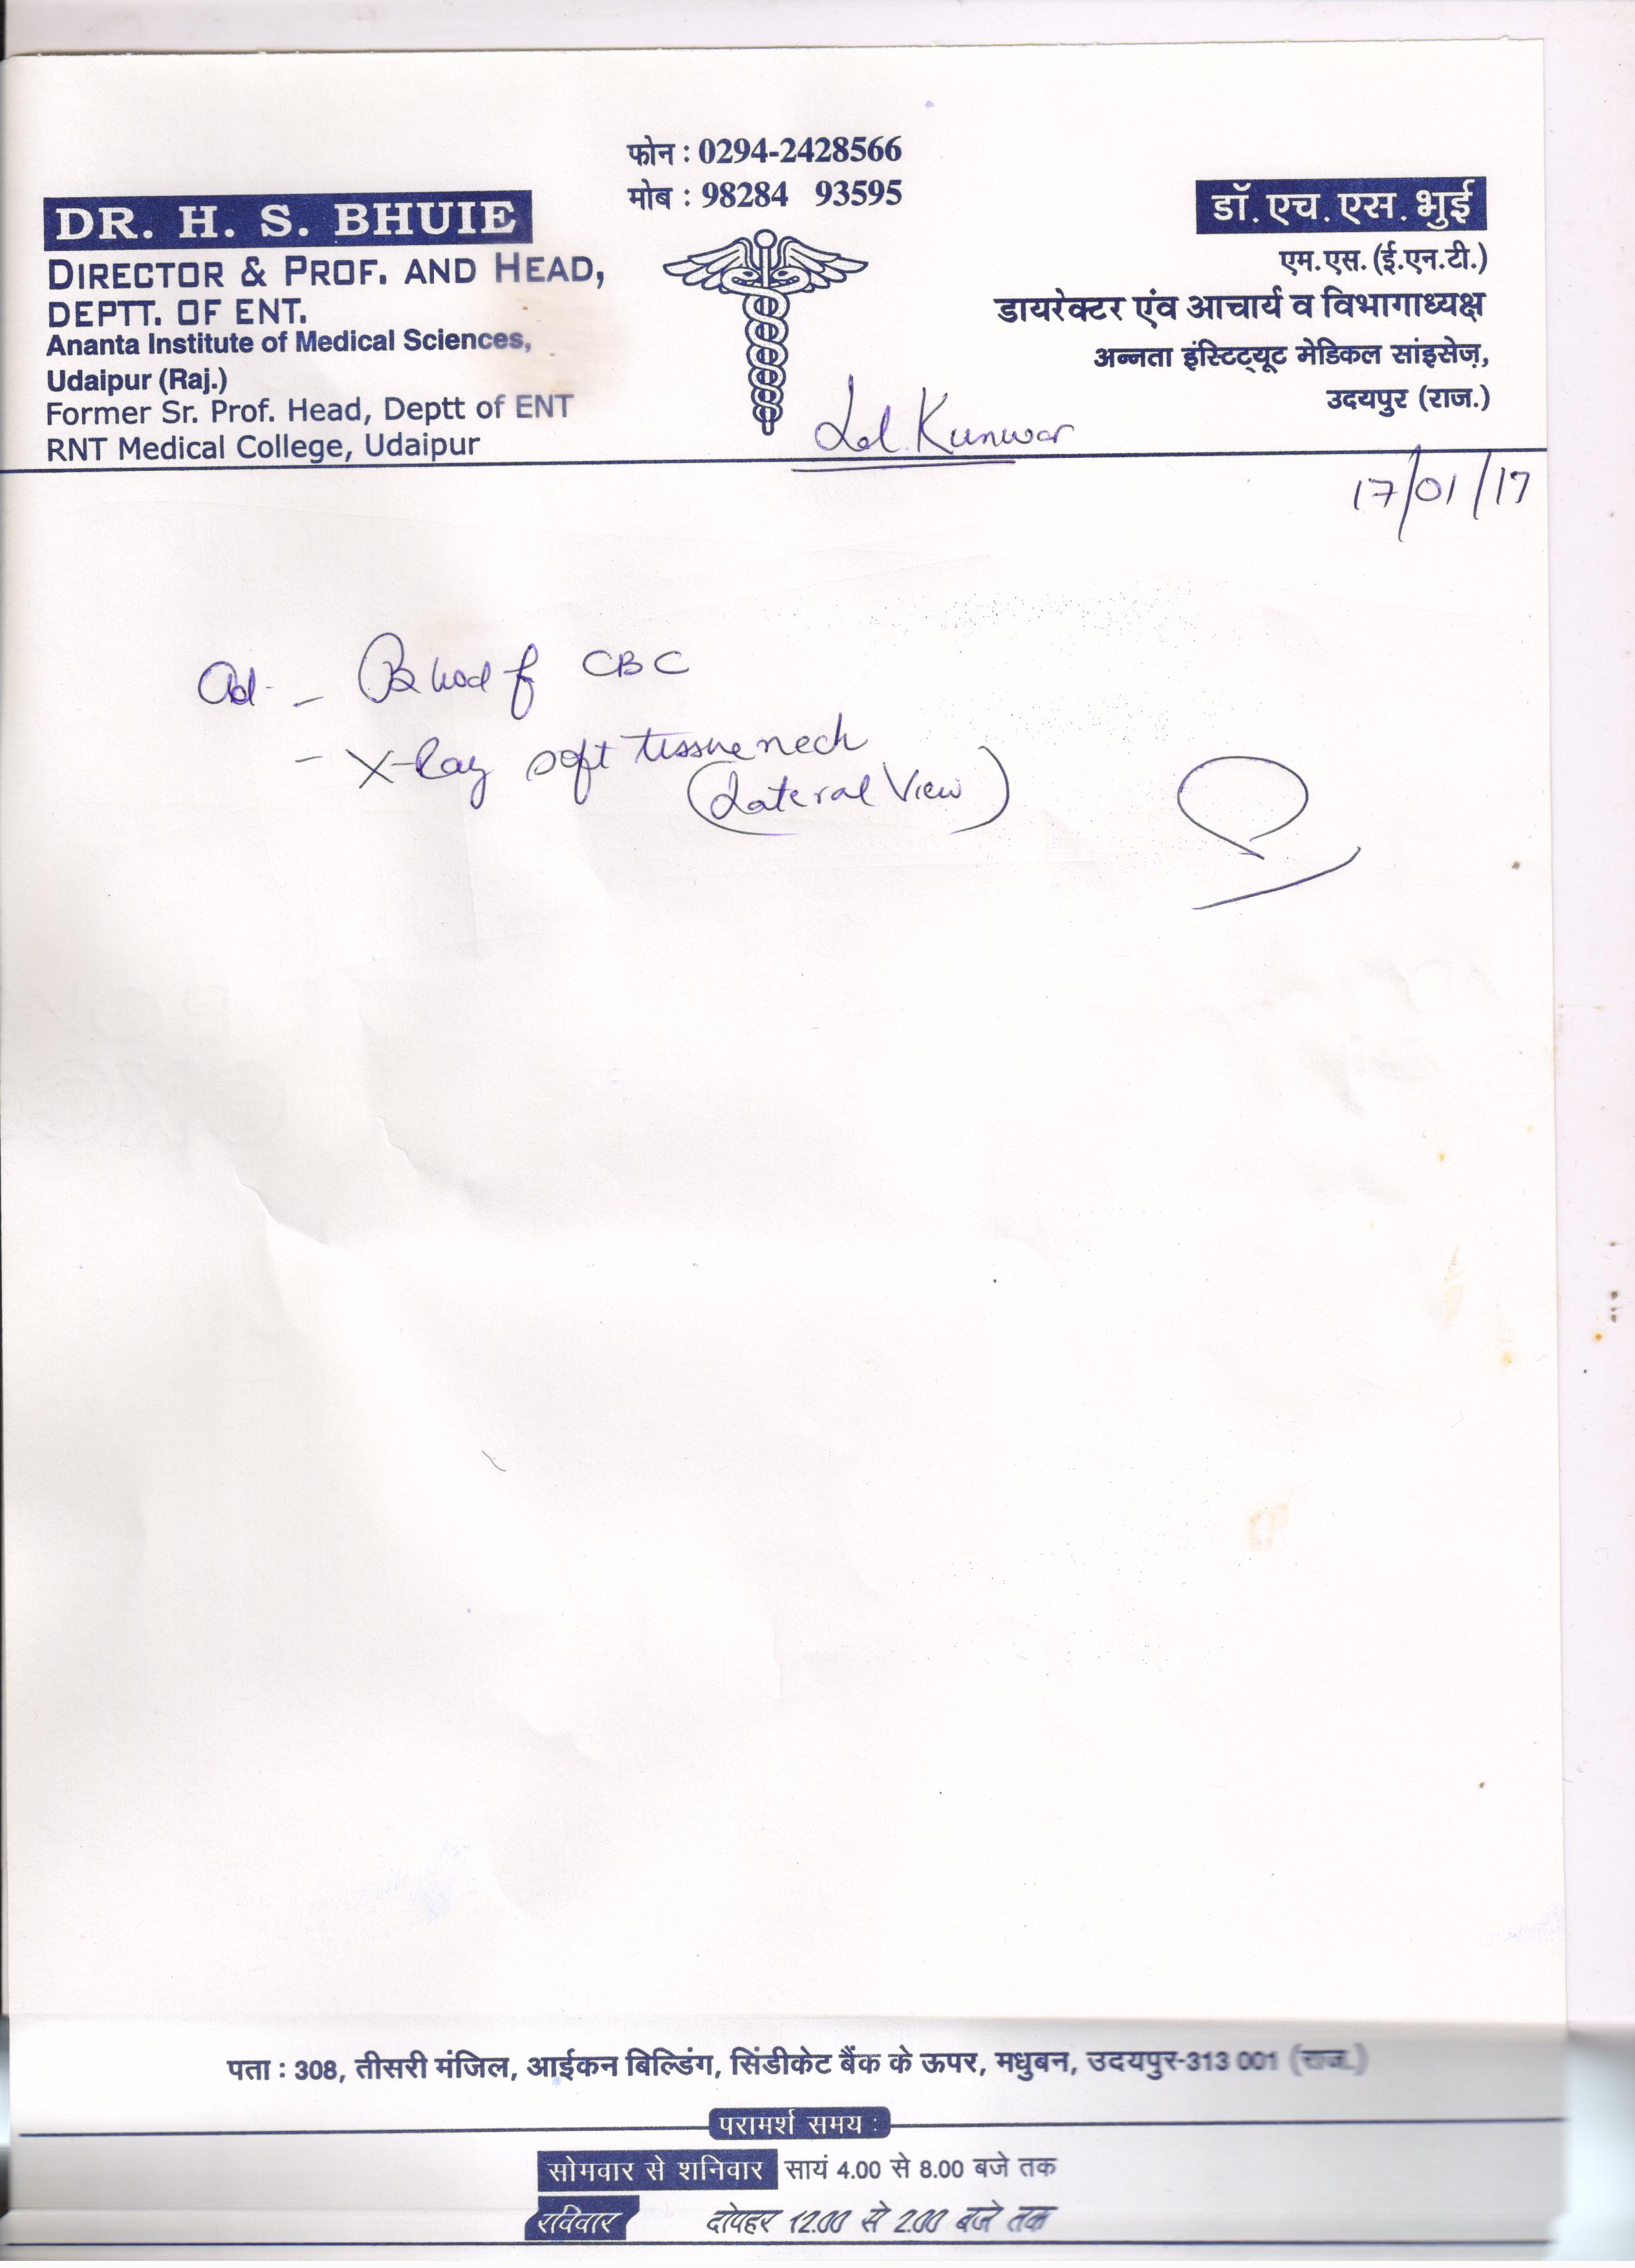 फोन : 0294-2428566
मोब : 98284 93595
DR. H. S. BHUIE
DIRECTOR & PROF. AND HEAD,
DEPTT. OF ENT.
Ananta Institute of Medical Sciences,
Udaipur (Raj.)
Former Sr. Prof. Head, Deptt of ENT
RNT Medical College, Udaipur
डॉ. एच. एस. भुई
एम.एस. (ई.एन.टी.)
डायरेक्टर एंव आचार्य व विभागाध्यक्ष
अन्नता इंस्टिट्यूट मेडिकल सांइसेज़,
उदयपुर (राज.)
Lal Kunwar
17/01/17
Ad. - Blood for CBC
- X-Ray soft tissue neck
(Lateral View)
पता : 308, तीसरी मंजिल, आईकन बिल्डिंग, सिंडीकेट बैंक के ऊपर, मधुबन, उदयपुर-313 001 (राज.)
परामर्श समय :
सोमवार से शनिवार सायं 4.00 से 8.00 बजे तक
रविवार दोपहर 12.00 से 2.00 बजे तक